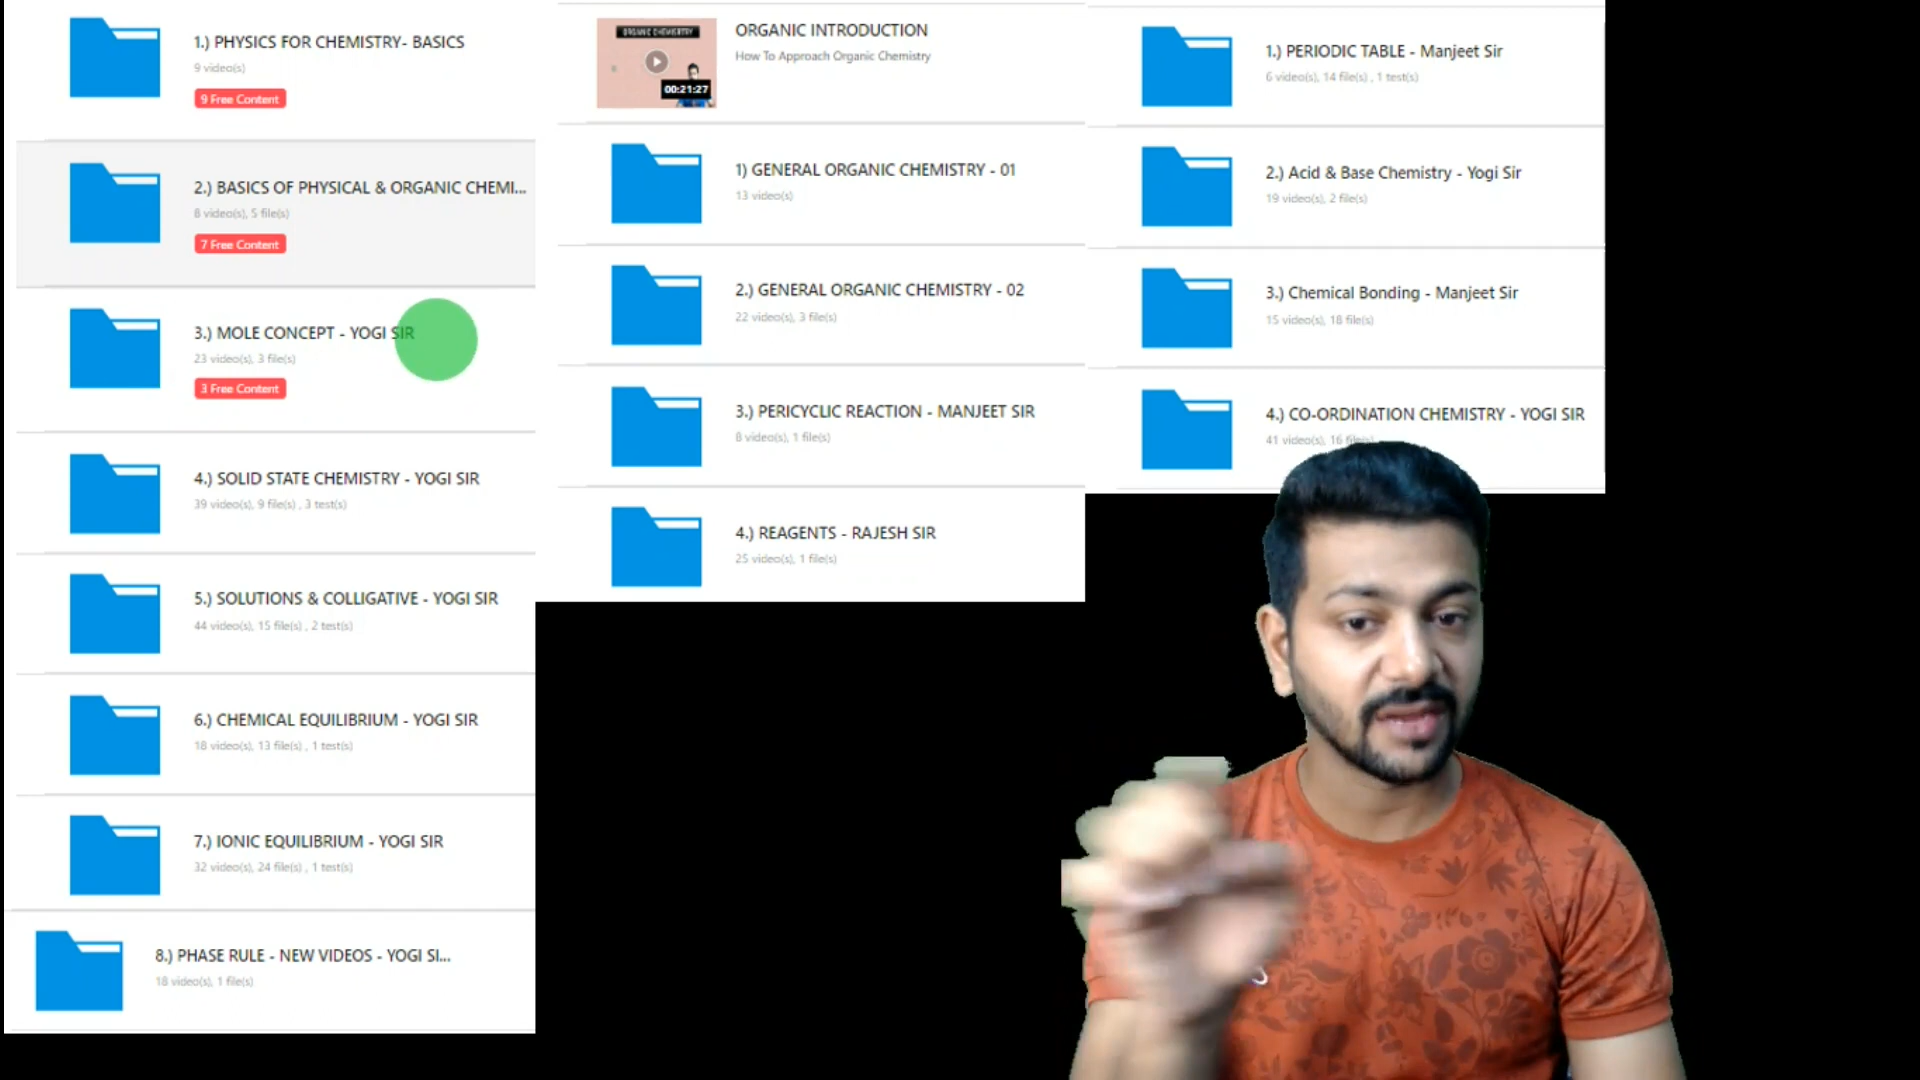 1.) PHYSICS FOR CHEMISTRY- BASICS
9 video(s)
9 Free Content
2.) BASICS OF PHYSICAL & ORGANIC CHEMI...
8 video(s), 5 file(s)
7 Free Content
3.) MOLE CONCEPT - YOGI SIR
23 video(s), 3 file(s)
3 Free Content
4.) SOLID STATE CHEMISTRY - YOGI SIR
39 video(s), 9 file(s) , 3 test(s)
5.) SOLUTIONS & COLLIGATIVE - YOGI SIR
44 video(s), 15 file(s) , 2 test(s)
6.) CHEMICAL EQUILIBRIUM - YOGI SIR
18 video(s), 13 file(s) , 1 test(s)
7.) IONIC EQUILIBRIUM - YOGI SIR
32 video(s), 24 file(s) , 1 test(s)
8.) PHASE RULE - NEW VIDEOS - YOGI SI...
18 video(s), 1 file(s)
ORGANIC CHEMISTRY
00:21:27
ORGANIC INTRODUCTION
How To Approach Organic Chemistry
1) GENERAL ORGANIC CHEMISTRY - 01
13 video(s)
2.) GENERAL ORGANIC CHEMISTRY - 02
22 video(s), 3 file(s)
3.) PERICYCLIC REACTION - MANJEET SIR
8 video(s), 1 file(s)
4.) REAGENTS - RAJESH SIR
25 video(s), 1 file(s)
1.) PERIODIC TABLE - Manjeet Sir
6 video(s), 14 file(s) , 1 test(s)
2.) Acid & Base Chemistry - Yogi Sir
19 video(s), 2 file(s)
3.) Chemical Bonding - Manjeet Sir
15 video(s), 18 file(s)
4.) CO-ORDINATION CHEMISTRY - YOGI SIR
41 video(s), 16 file(s)